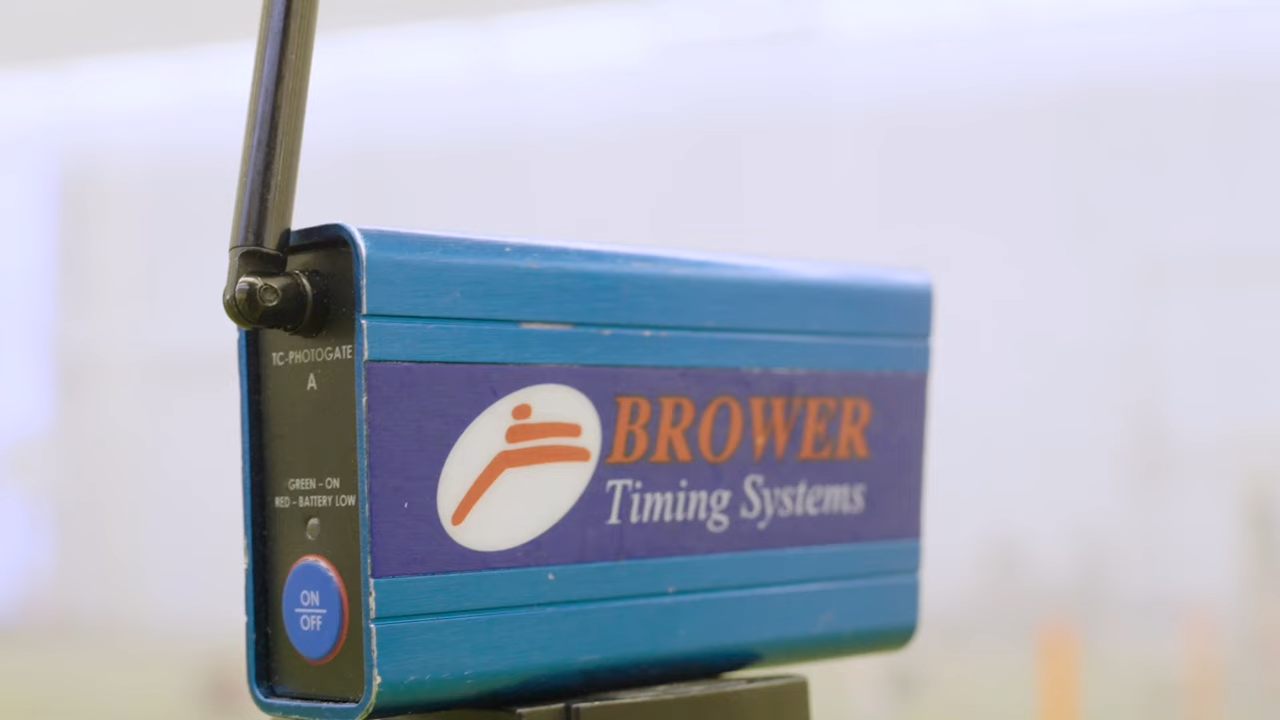 TC-PHOTOGATE
A
GREEN – ON
RED – BATTERY LOW
ON
OFF
BROWER
Timing Systems